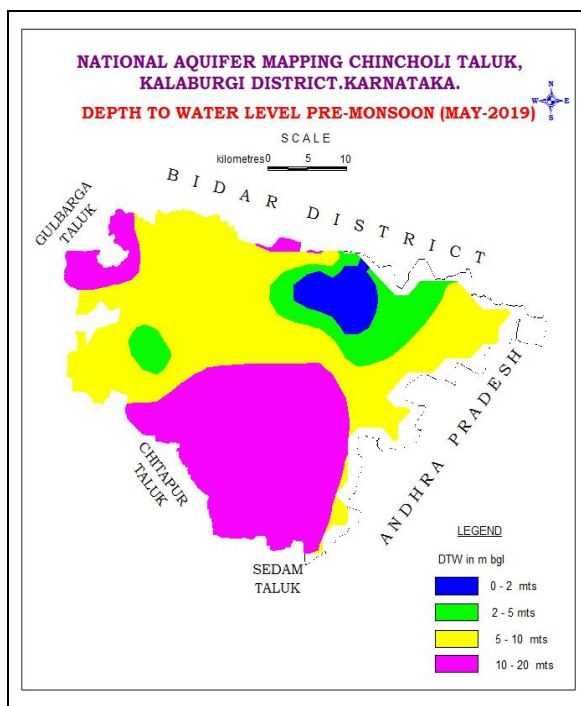 NATIONAL AQUIFER MAPPING CHINCHOLI TALUK,
KALABURGI DISTRICT.KARNATAKA.
DEPTH TO WATER LEVEL PRE-MONSOON (MAY-2019)
N
W E
S
SCALE
kilometres 0 5 10
BIDAR DISTRICT
GULBARGA
TALUK
ANDHRA PRADESH
CHITAPUR
TALUK
SEDAM
TALUK
LEGEND
DTW in m bgl
0 - 2 mts
2 - 5 mts
5 - 10 mts
10 - 20 mts